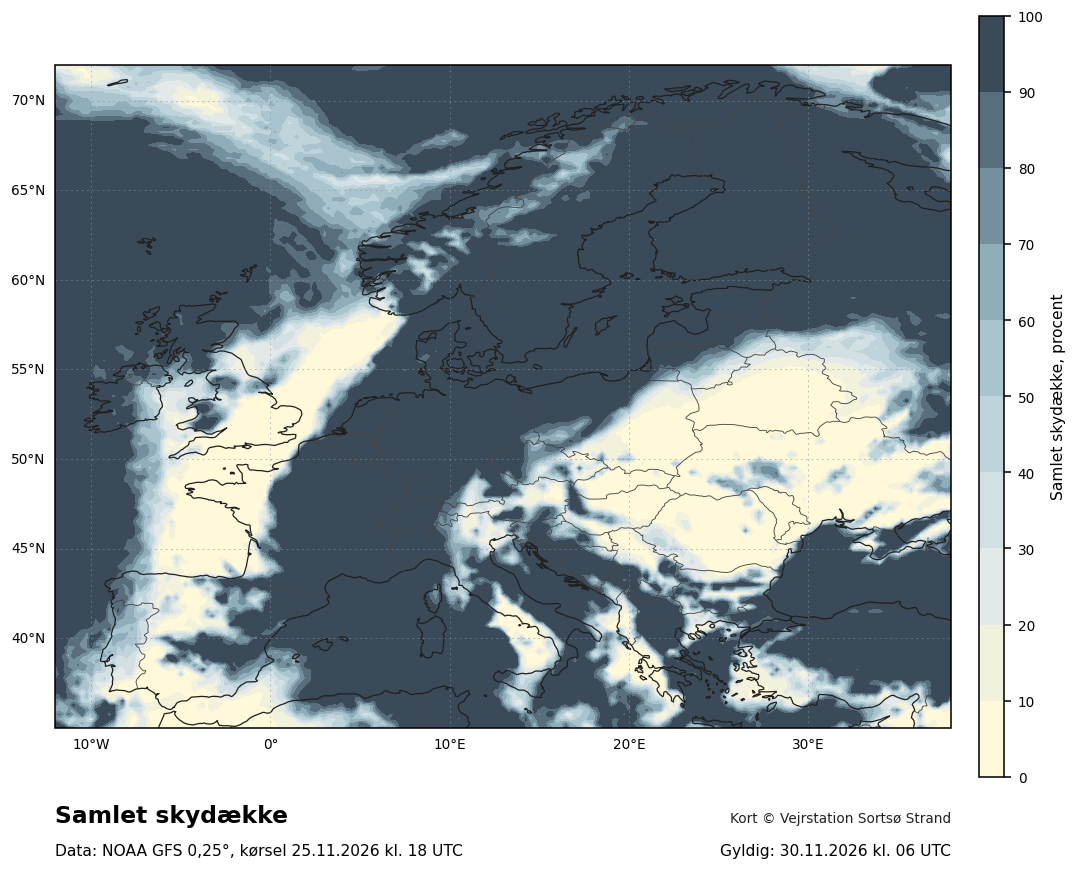 70°N
65°N
60°N
55°N
50°N
45°N
40°N
10°W
0°
10°E
20°E
30°E
100
90
80
70
60
50
40
30
20
10
0
Samlet skydække, procent
Samlet skydække
Kort © Vejrstation Sortsø Strand
Data: NOAA GFS 0,25°, kørsel 25.11.2026 kl. 18 UTC
Gyldig: 30.11.2026 kl. 06 UTC